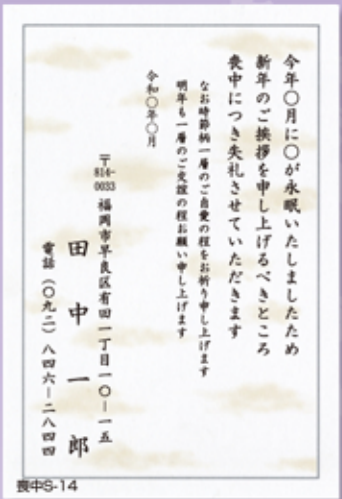 今年〇月に〇が永眠いたしましたため
新年のご挨拶を申し上げるべきところ
喪中につき失礼させていただきます
なお時節柄一層のご自愛の程をお祈り申し上げます
明年も一層のご交誼の程お願い申し上げます
令和〇年〇月
〒814-0033 福岡市早良区有田一丁目一〇―一五
田中一郎
電話（〇九二）八四六―二八四四
喪中S-14